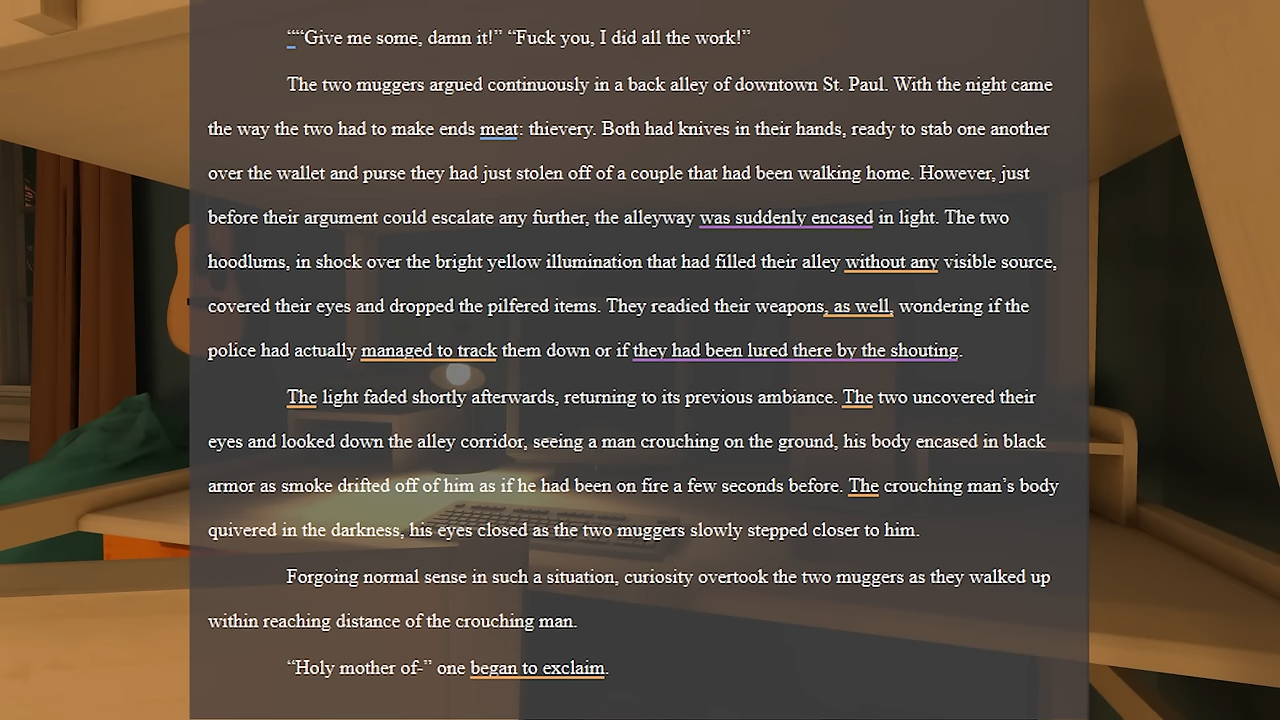 ““Give me some, damn it!” “Fuck you, I did all the work!”
The two muggers argued continuously in a back alley of downtown St. Paul. With the night came
the way the two had to make ends meat: thievery. Both had knives in their hands, ready to stab one another
over the wallet and purse they had just stolen off of a couple that had been walking home. However, just
before their argument could escalate any further, the alleyway was suddenly encased in light. The two
hoodlums, in shock over the bright yellow illumination that had filled their alley without any visible source,
covered their eyes and dropped the pilfered items. They readied their weapons, as well, wondering if the
police had actually managed to track them down or if they had been lured there by the shouting.
The light faded shortly afterwards, returning to its previous ambiance. The two uncovered their
eyes and looked down the alley corridor, seeing a man crouching on the ground, his body encased in black
armor as smoke drifted off of him as if he had been on fire a few seconds before. The crouching man’s body
quivered in the darkness, his eyes closed as the two muggers slowly stepped closer to him.
Forgoing normal sense in such a situation, curiosity overtook the two muggers as they walked up
within reaching distance of the crouching man.
“Holy mother of-” one began to exclaim.